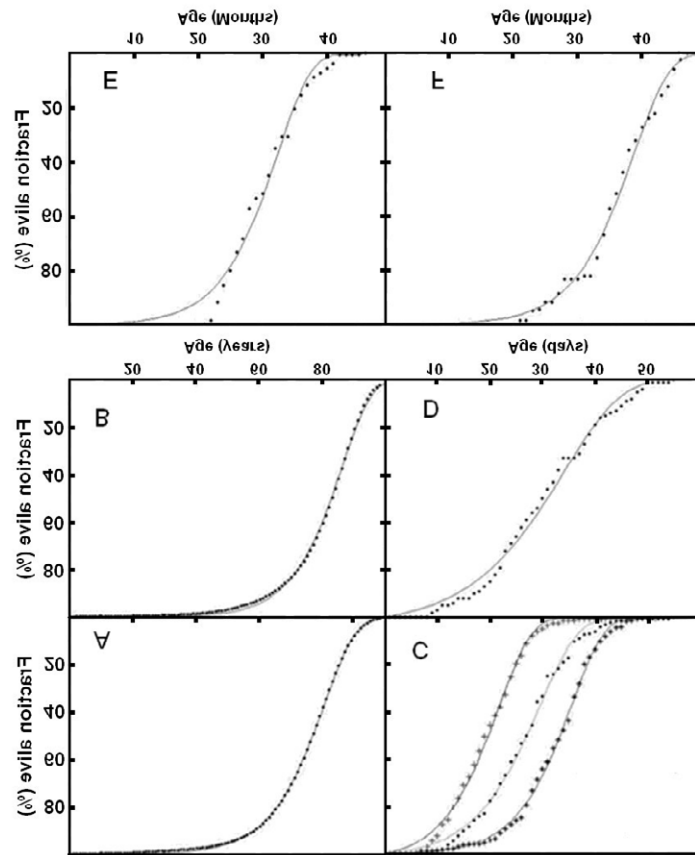 Fraction alive (%)
80
60
40
20
A
C
Fraction alive (%)
80
60
40
20
B
D
20 40 60 80
10 20 30 40 50
Age (years)
Age (days)
Fraction alive (%)
80
60
40
20
E
F
10 20 30 40
10 20 30 40
Age (Months)
Age (Months)